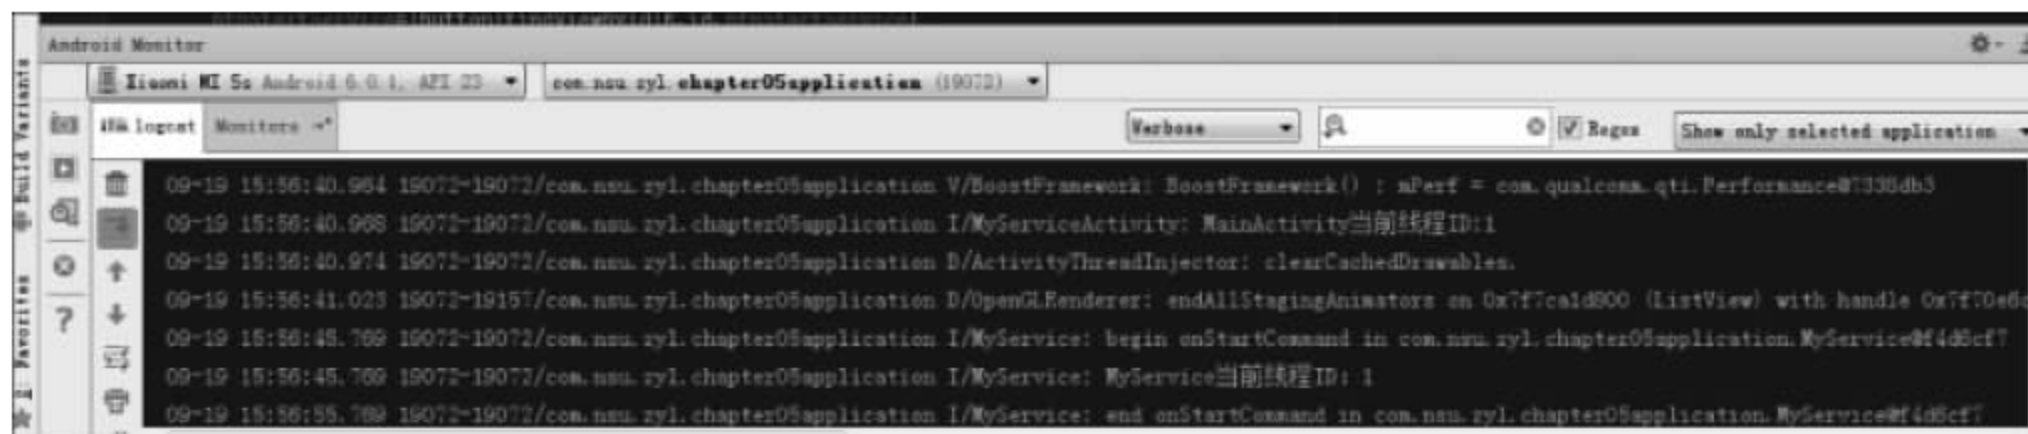 Android Monitor
Xiaomi MI 5s Android 6.0.1, API 23
com.nsu.zyl.chapter05application (19072)
logcat Monitors
Verbose
Regex
Show only selected application
Build Variants
2: Favorites
09-19 15:56:40.964 19072-19072/com.nsu.zyl.chapter05application V/BoostFramework: BoostFramework() : mPerf = com.qualcomm.qti.Performance@7335db3
09-19 15:56:40.968 19072-19072/com.nsu.zyl.chapter05application I/MyServiceActivity: MainActivity当前线程ID:1
09-19 15:56:40.974 19072-19072/com.nsu.zyl.chapter05application D/ActivityThreadInjector: clearCachedDrawables.
09-19 15:56:41.023 19072-19157/com.nsu.zyl.chapter05application D/OpenGLRenderer: endAllStagingAnimators on 0x7f7ca1d800 (ListView) with handle
09-19 15:56:45.769 19072-19072/com.nsu.zyl.chapter05application I/MyService: begin onStartCommand in com.nsu.zyl.chapter05application.MyService@f4d6cf7
09-19 15:56:45.769 19072-19072/com.nsu.zyl.chapter05application I/MyService: MyService当前线程ID: 1
09-19 15:56:55.769 19072-19072/com.nsu.zyl.chapter05application I/MyService: end onStartCommand in com.nsu.zyl.chapter05application.MyService@f4d6cf7